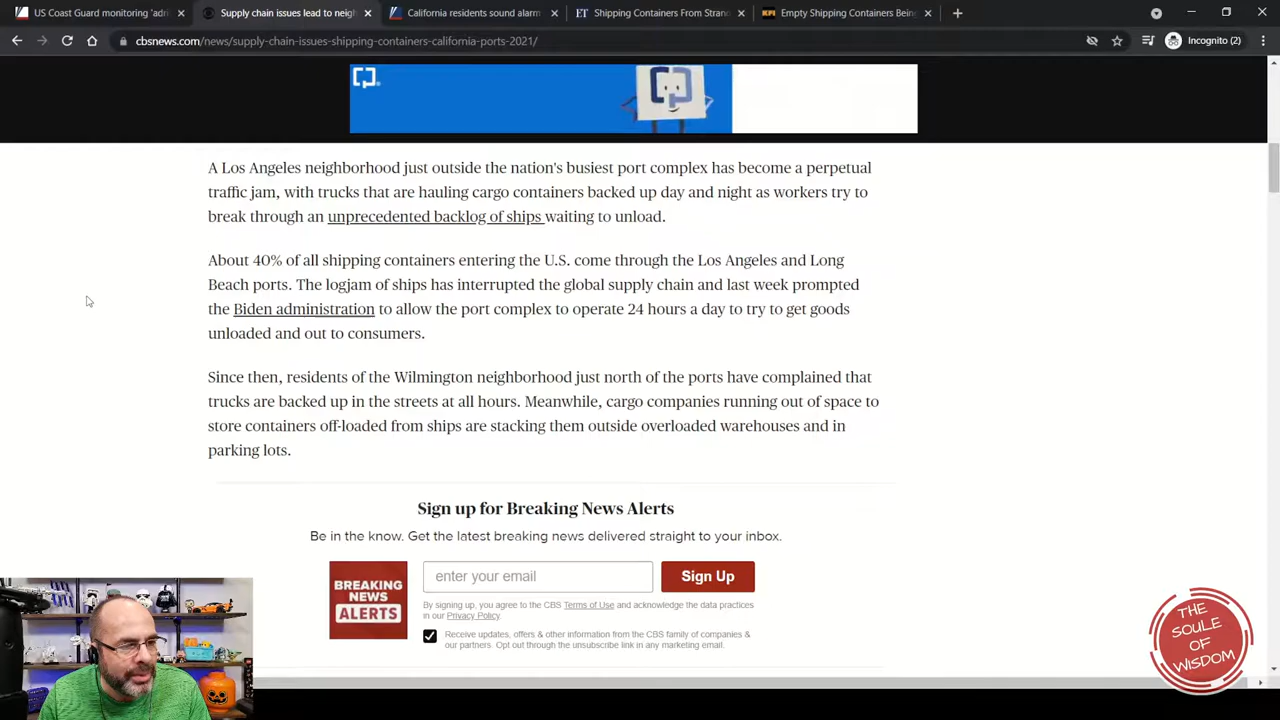 US Coast Guard monitoring 'adri
Supply chain issues lead to neigh
California residents sound alarm
ET Shipping Containers From Strand
KPI Empty Shipping Containers Bein
cbsnews.com/news/supply-chain-issues-shipping-containers-california-ports-2021/
Incognito (2)
A Los Angeles neighborhood just outside the nation's busiest port complex has become a perpetual
traffic jam, with trucks that are hauling cargo containers backed up day and night as workers try to
break through an unprecedented backlog of ships waiting to unload.
About 40% of all shipping containers entering the U.S. come through the Los Angeles and Long
Beach ports. The logjam of ships has interrupted the global supply chain and last week prompted
the Biden administration to allow the port complex to operate 24 hours a day to try to get goods
unloaded and out to consumers.
Since then, residents of the Wilmington neighborhood just north of the ports have complained that
trucks are backed up in the streets at all hours. Meanwhile, cargo companies running out of space to
store containers off-loaded from ships are stacking them outside overloaded warehouses and in
parking lots.
Sign up for Breaking News Alerts
Be in the know. Get the latest breaking news delivered straight to your inbox.
BREAKING
NEWS
ALERTS
enter your email
Sign Up
By signing up, you agree to the CBS Terms of Use and acknowledge the data practices
in our Privacy Policy.
Receive updates, offers & other information from the CBS family of companies &
our partners. Opt out through the unsubscribe link in any marketing email.
THE
SOULE
OF
WISDOM